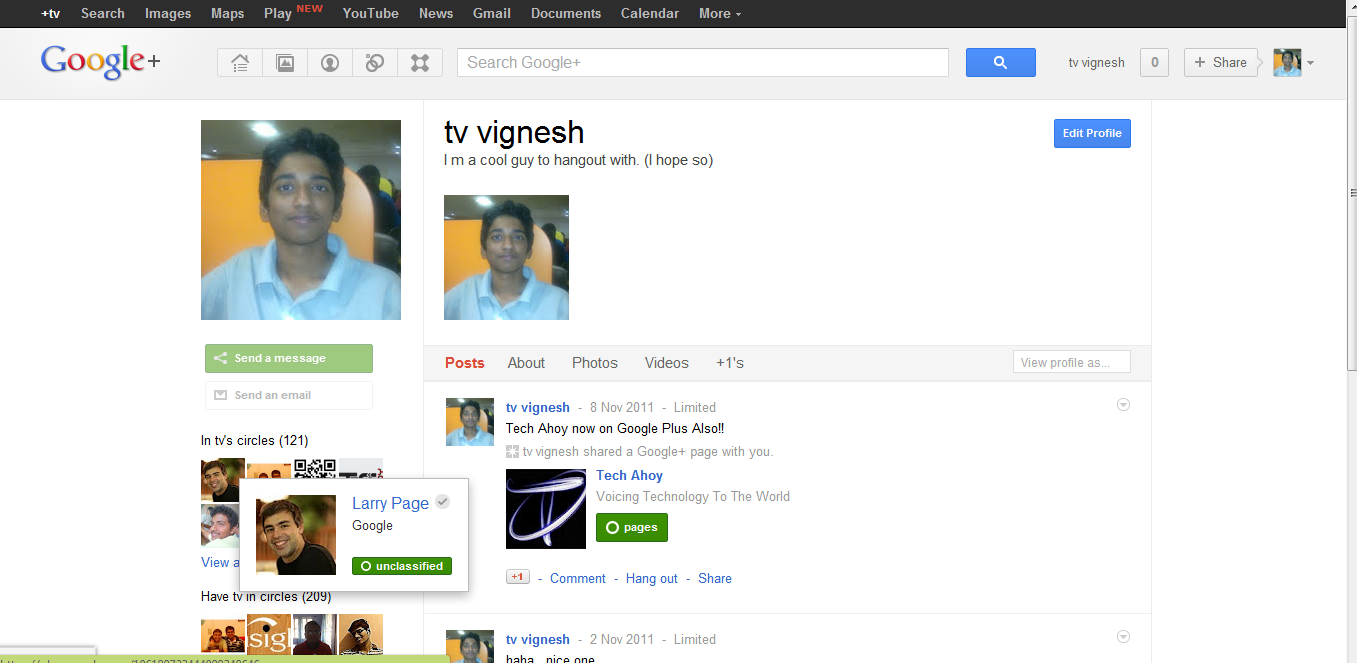 +tv Search Images Maps Play NEW YouTube News Gmail Documents Calendar More
Google+
Search Google+
tv vignesh 0 + Share
tv vignesh
Edit Profile
I m a cool guy to hangout with. (I hope so)
Send a message
Send an email
In tv's circles (121)
Larry Page
Google
unclassified
View a
Have tv in circles (209)
sigl
Posts About Photos Videos +1's
View profile as...
tv vignesh - 8 Nov 2011 - Limited
Tech Ahoy now on Google Plus Also!!
tv vignesh shared a Google+ page with you.
Tech Ahoy
Voicing Technology To The World
pages
+1 - Comment - Hang out - Share
tv vignesh - 2 Nov 2011 - Limited
haha.. nice one